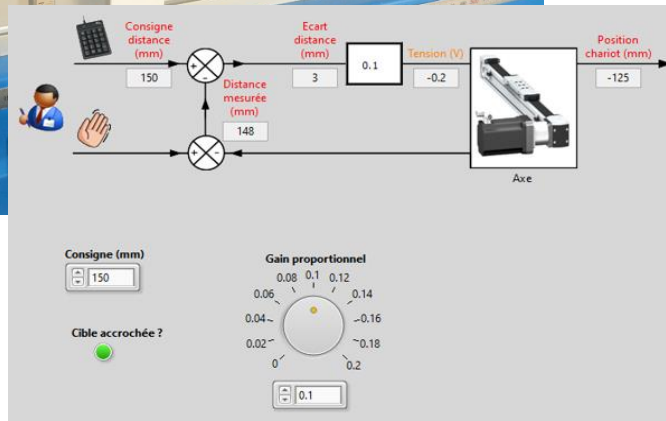 Consigne
distance
(mm)
150
Ecart
distance
(mm)
3
0.1
Tension (V)
-0.2
Position
chariot (mm)
-125
Distance
mesurée
(mm)
148
Axe
Consigne (mm)
150
Cible accrochée ?
Gain proportionnel
0
0.02
0.04
0.06
0.08
0.1
0.12
0.14
0.16
0.18
0.2
0.1